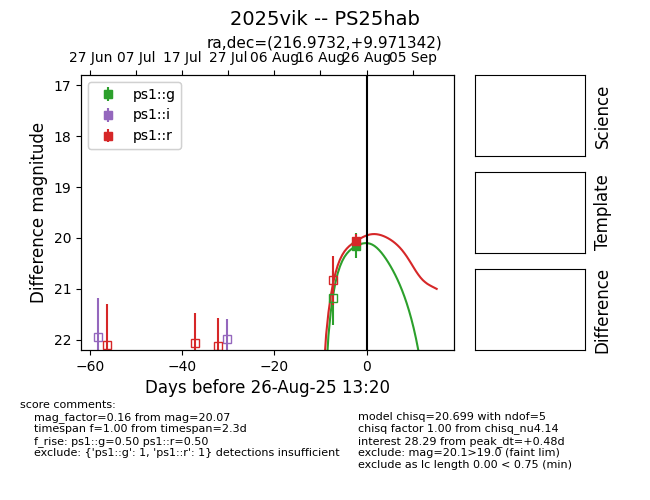 2025vik -- PS25hab
ra,dec=(216.9732,+9.971342)
27 Jun 07 Jul 17 Jul 27 Jul 06 Aug 16 Aug 26 Aug 05 Sep
ps1::g
ps1::i
ps1::r
17
18
19
20
21
22
Difference magnitude
−60 −40 −20 0
Days before 26-Aug-25 13:20
Science
Template
Difference
score comments:
mag_factor=0.16 from mag=20.07
timespan f=1.00 from timespan=2.3d
f_rise: ps1::g=0.50 ps1::r=0.50
exclude: {'ps1::g': 1, 'ps1::r': 1} detections insufficient
model chisq=20.699 with ndof=5
chisq factor 1.00 from chisq_nu4.14
interest 28.29 from peak_dt=+0.48d
exclude: mag=20.1>19.0 (faint lim)
exclude as lc length 0.00 < 0.75 (min)